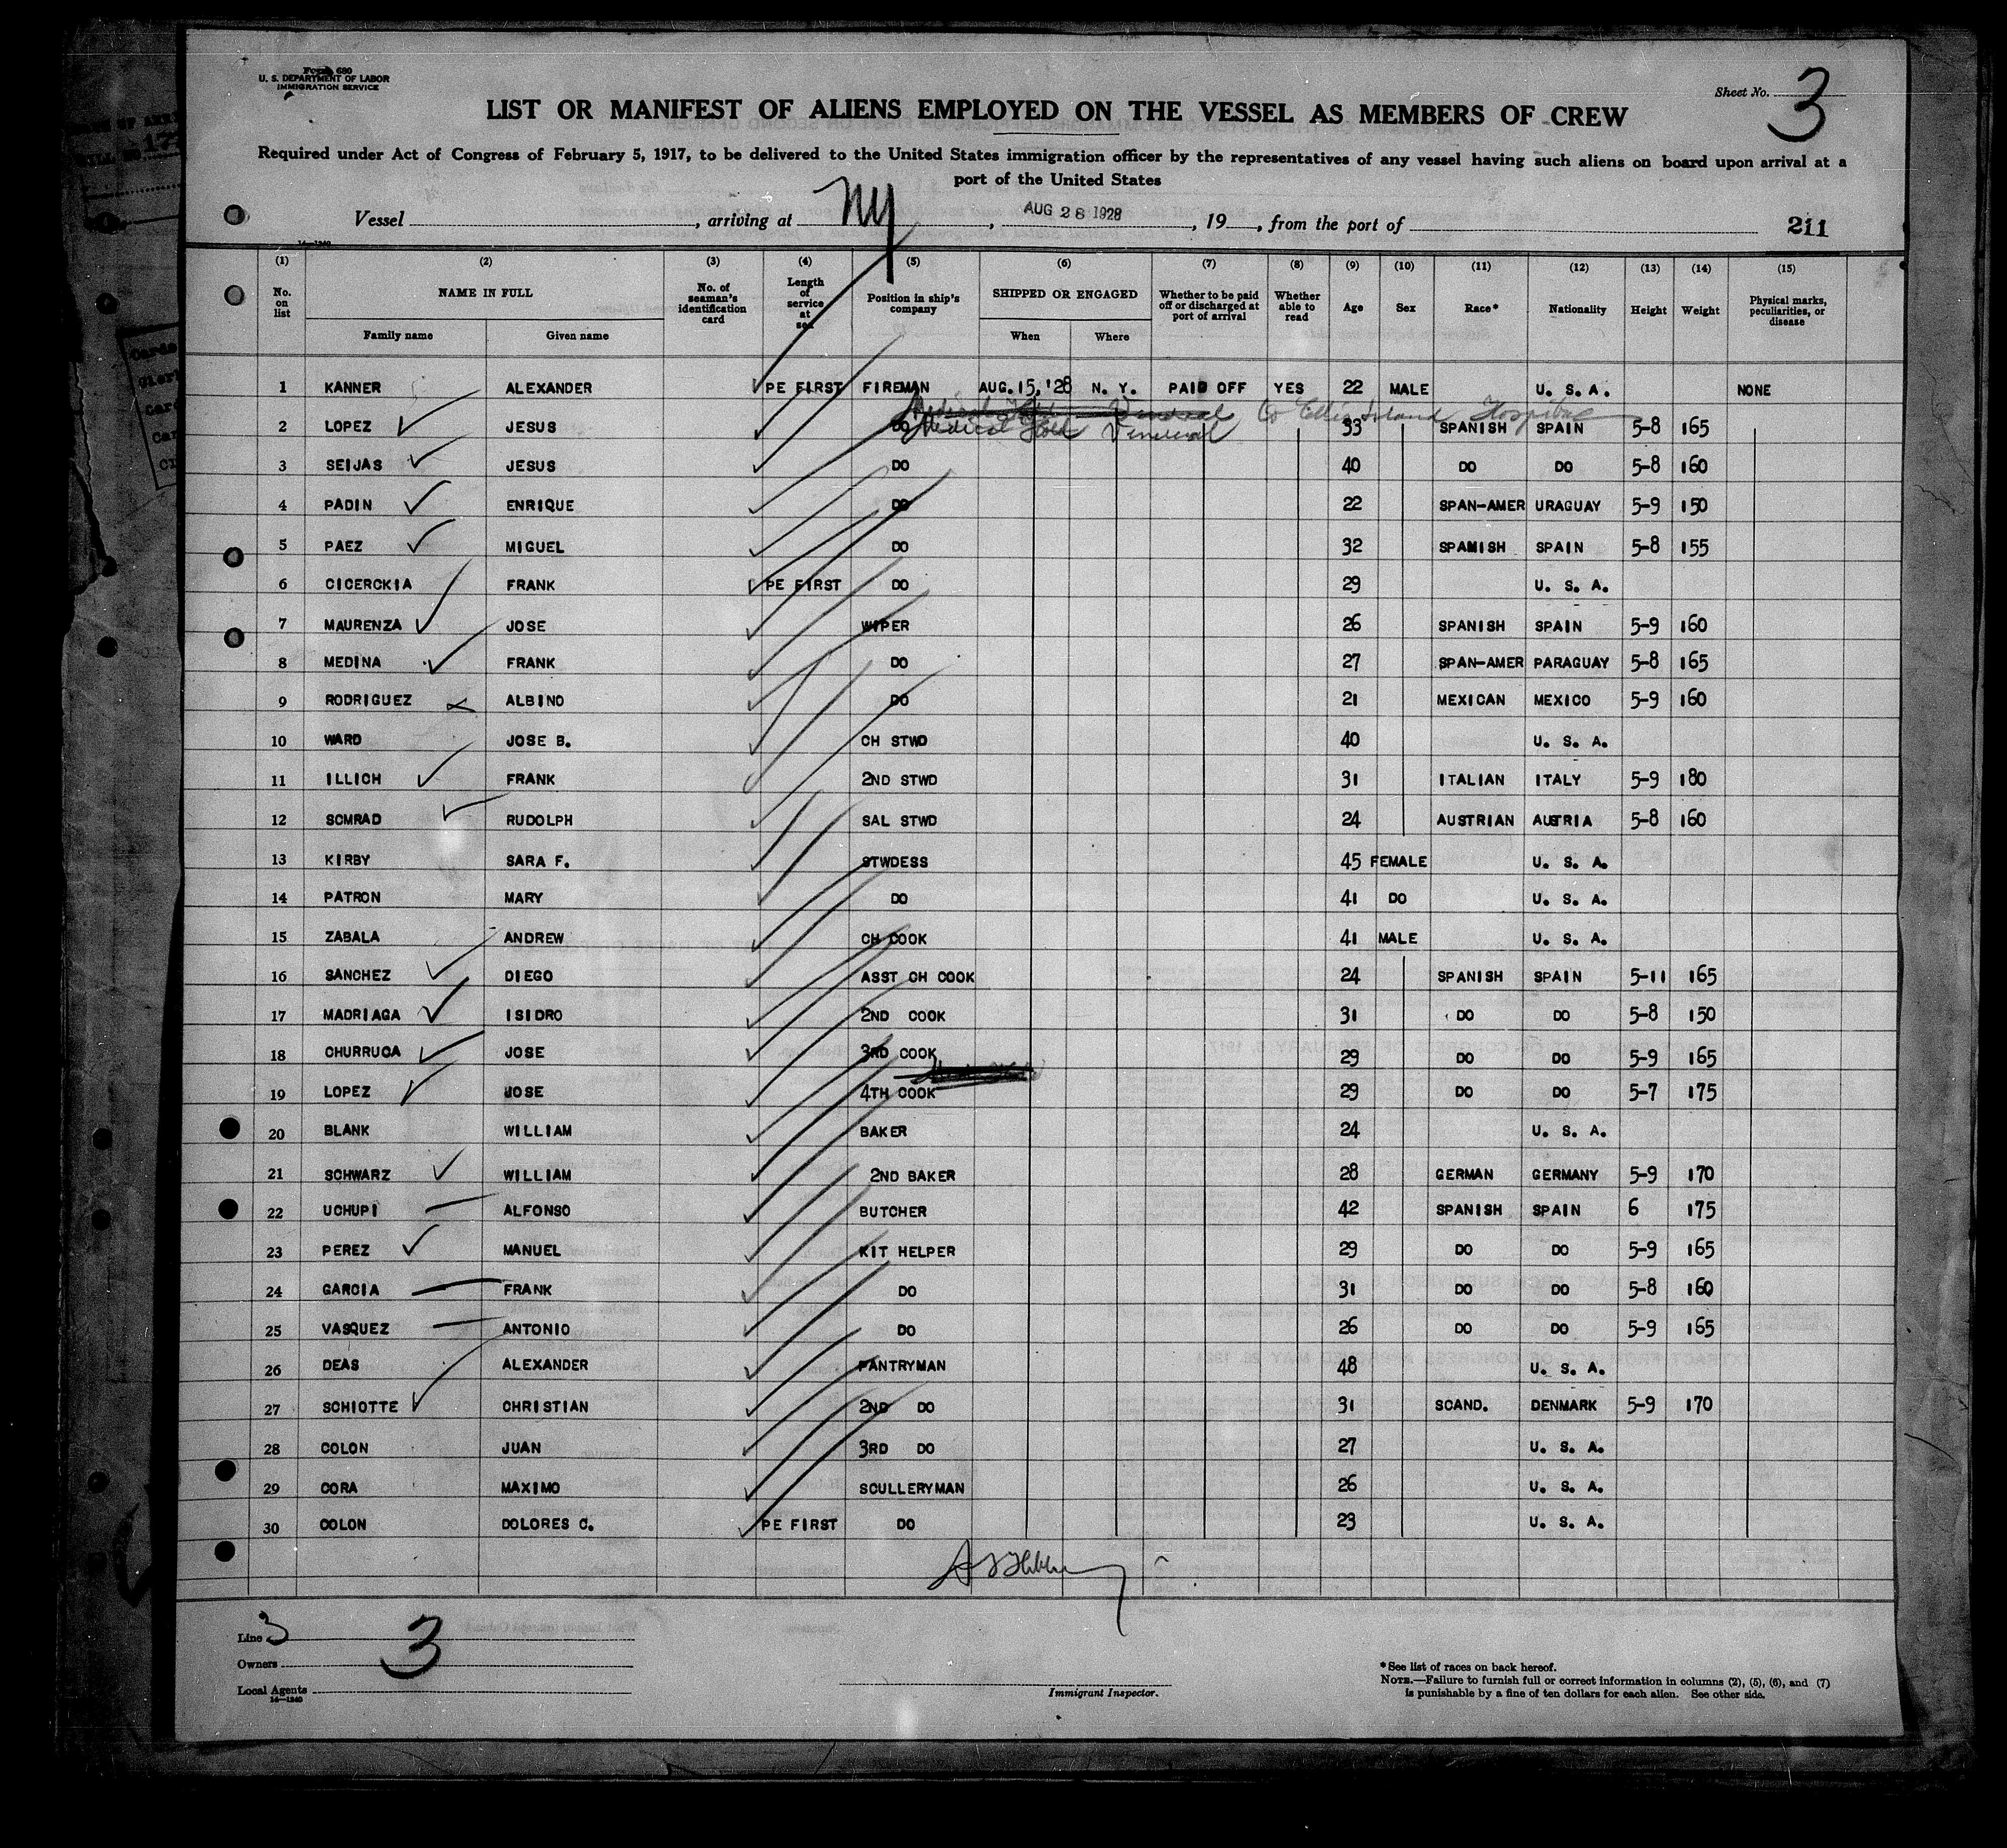 Form 680
U. S. DEPARTMENT OF LABOR
IMMIGRATION SERVICE
Sheet No. 3
LIST OR MANIFEST OF ALIENS EMPLOYED ON THE VESSEL AS MEMBERS OF CREW
Required under Act of Congress of February 5, 1917, to be delivered to the United States immigration officer by the representatives of any vessel having such aliens on board upon arrival at a
port of the United States
Vessel , arriving at NY , AUG 28 1928 , 19 , from the port of 211
14—1240
(1) (2) (3) (4) (5) (6) (7) (8) (9) (10) (11) (12) (13) (14) (15)
No. on list NAME IN FULL Family name Given name No. of seaman's identification card Length of service at sea Position in ship's company SHIPPED OR ENGAGED When Where Whether to be paid off or discharged at port of arrival Whether able to read Age Sex Race* Nationality Height Weight Physical marks, peculiarities, or disease
1 KANNER ALEXANDER PE FIRST FIREMAN AUG. 15, '28 N. Y. PAID OFF YES 22 MALE U. S. A. NONE
Medical Hold Venereal to Ellis Island Hospital
2 LOPEZ JESUS DO Medical Hold Venereal 33 SPANISH SPAIN 5-8 165
3 SEIJAS JESUS DO 40 DO DO 5-8 160
4 PADIN ENRIQUE DO 22 SPAN-AMER URAGUAY 5-9 150
5 PAEZ MIGUEL DO 32 SPAMISH SPAIN 5-8 155
6 CICERCKIA FRANK PE FIRST DO 29 U. S. A.
7 MAURENZA JOSE WIPER 26 SPANISH SPAIN 5-9 160
8 MEDINA FRANK DO 27 SPAN-AMER PARAGUAY 5-8 165
9 RODRIGUEZ ALBINO DO 21 MEXICAN MEXICO 5-9 160
10 WARD JOSE B. CH STWD 40 U. S. A.
11 ILLICH FRANK 2ND STWD 31 ITALIAN ITALY 5-9 180
12 SOMRAD RUDOLPH SAL STWD 24 AUSTRIAN AUSTRIA 5-8 160
13 KIRBY SARA F. STWDESS 45 FEMALE U. S. A.
14 PATRON MARY DO 41 DO U. S. A.
15 ZABALA ANDREW CH COOK 41 MALE U. S. A.
16 SANCHEZ DIEGO ASST CH COOK 24 SPANISH SPAIN 5-11 165
17 MADRIAGA ISIDRO 2ND COOK 31 DO DO 5-8 150
18 CHURRUCA JOSE 3RD COOK 29 DO DO 5-9 165
19 LOPEZ JOSE 4TH COOK 29 DO DO 5-7 175
20 BLANK WILLIAM BAKER 24 U. S. A.
21 SCHWARZ WILLIAM 2ND BAKER 28 GERMAN GERMANY 5-9 170
22 UCHUPI ALFONSO BUTCHER 42 SPANISH SPAIN 6 175
23 PEREZ MANUEL KIT HELPER 29 DO DO 5-9 165
24 GARCIA FRANK DO 31 DO DO 5-8 160
25 VASQUEZ ANTONIO DO 26 DO DO 5-9 165
26 DEAS ALEXANDER PANTRYMAN 48 U. S. A.
27 SCHIOTTE CHRISTIAN 2ND DO 31 SCAND. DENMARK 5-9 170
28 COLON JUAN 3RD DO 27 U. S. A.
29 CORA MAXIMO SCULLERYMAN 26 U. S. A.
30 COLON DOLORES C. PE FIRST DO 23 U. S. A.
Line 3
Owners 3
Local Agents
14—1240
Immigrant Inspector.
* See list of races on back hereof.
NOTE.—Failure to furnish full or correct information in columns (2), (5), (6), and (7)
is punishable by a fine of ten dollars for each alien. See other side.